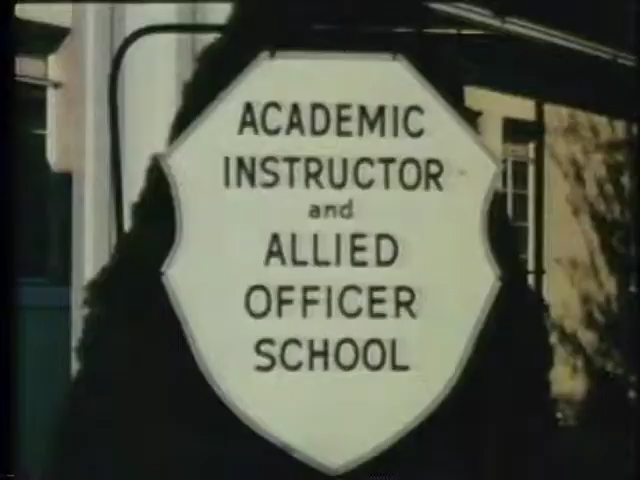 ACADEMIC
INSTRUCTOR
and
ALLIED
OFFICER
SCHOOL